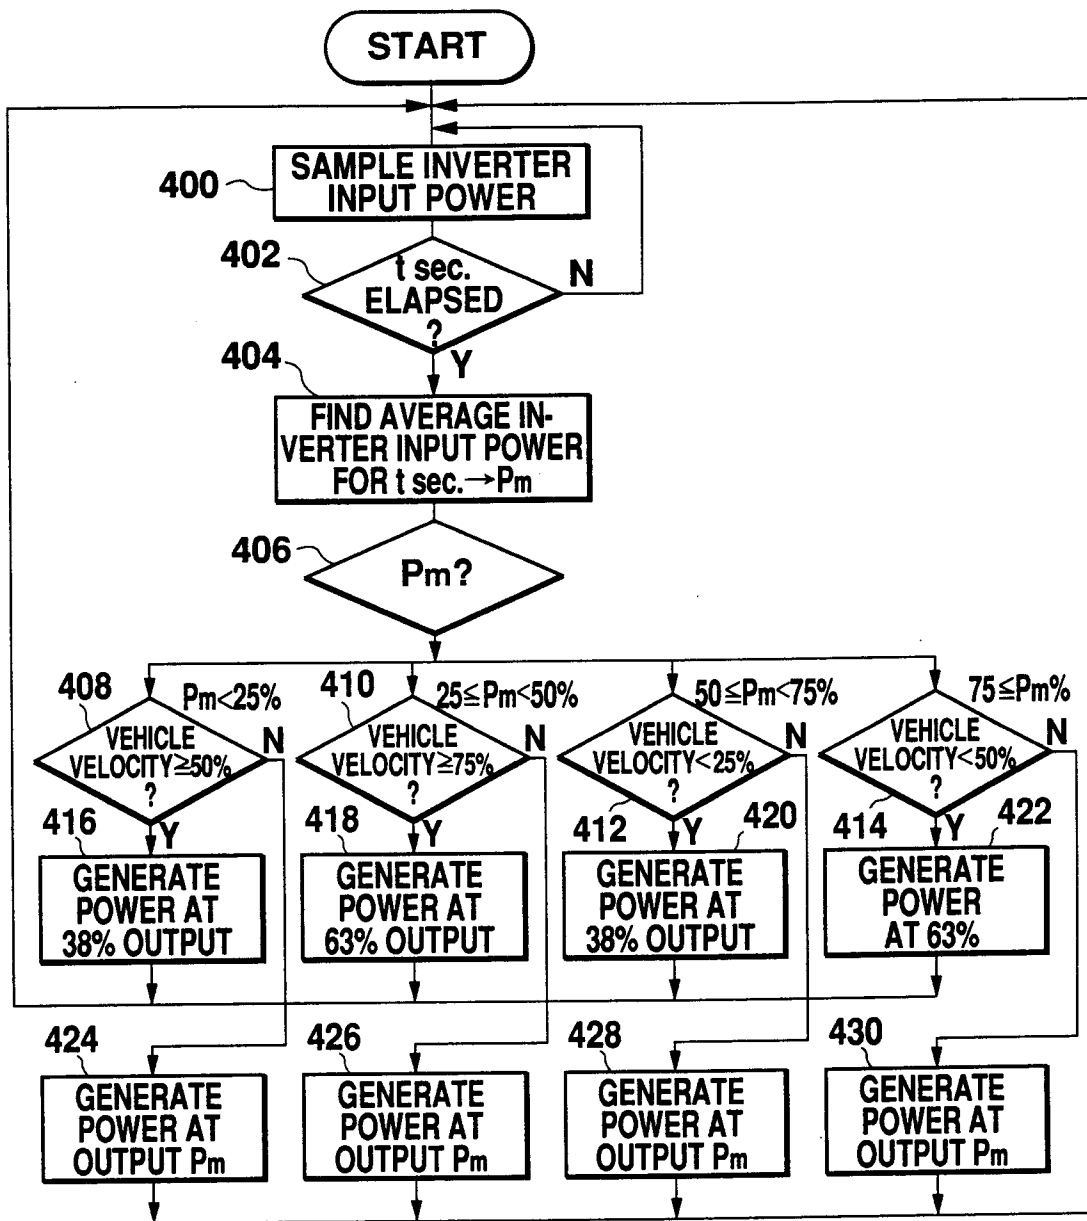 START
400
SAMPLE INVERTER
INPUT POWER
402
t sec.
ELAPSED
?
N
Y
404
FIND AVERAGE IN-
VERTER INPUT POWER
FOR t sec.→Pm
406
Pm?
408
Pm<25%
VEHICLE
VELOCITY≧50%
?
N
Y
410
25≦Pm<50%
VEHICLE
VELOCITY≧75%
?
N
Y
50≦Pm<75%
VEHICLE
VELOCITY<25%
?
N
412
Y
75≦Pm%
VEHICLE
VELOCITY<50%
?
N
414
Y
416
GENERATE
POWER AT
38% OUTPUT
418
GENERATE
POWER AT
63% OUTPUT
420
GENERATE
POWER AT
38% OUTPUT
422
GENERATE
POWER
AT 63%
424
GENERATE
POWER AT
OUTPUT Pm
426
GENERATE
POWER AT
OUTPUT Pm
428
GENERATE
POWER AT
OUTPUT Pm
430
GENERATE
POWER AT
OUTPUT Pm